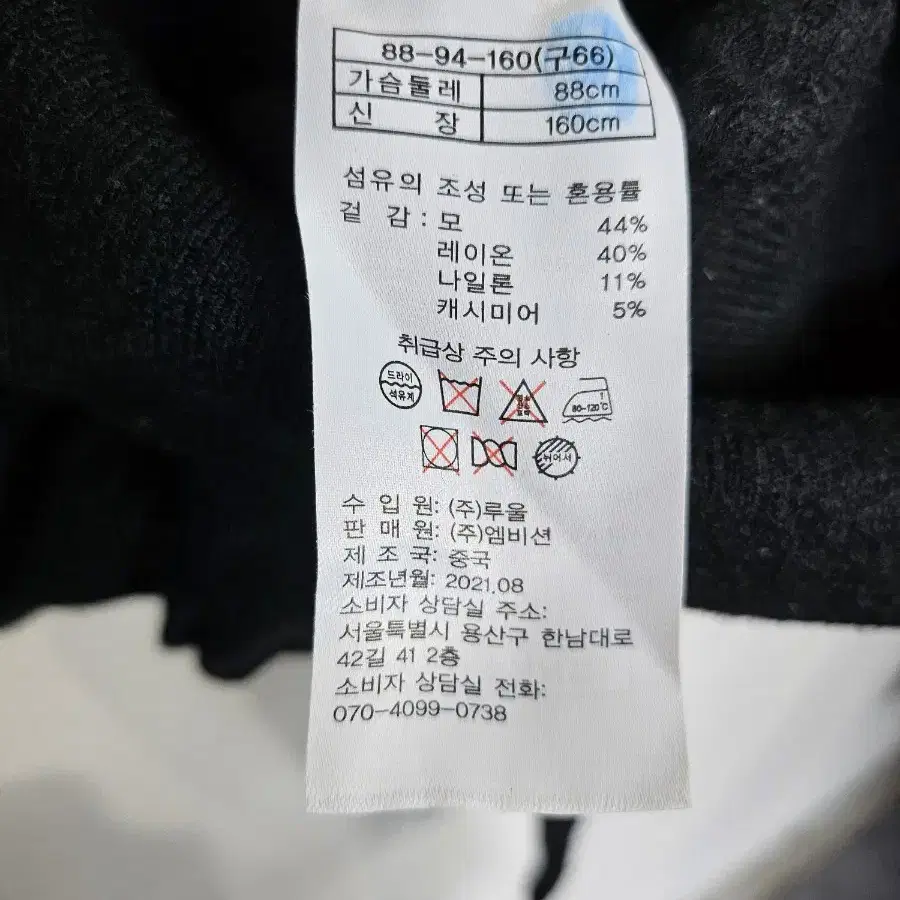 88-94-160(구66)
가슴둘레 88cm
신 장 160cm
섬유의 조성 또는 혼용률
겉 감 : 모 44%
레이온 40%
나일론 11%
캐시미어 5%
취급상 주의 사항
드라이
석유계
1
80-120℃
뉘어서
수 입 원: (주)루울
판 매 원: (주)엠비션
제 조 국: 중국
제조년월: 2021.08
소비자 상담실 주소:
서울특별시 용산구 한남대로
42길 41 2층
소비자 상담실 전화:
070-4099-0738